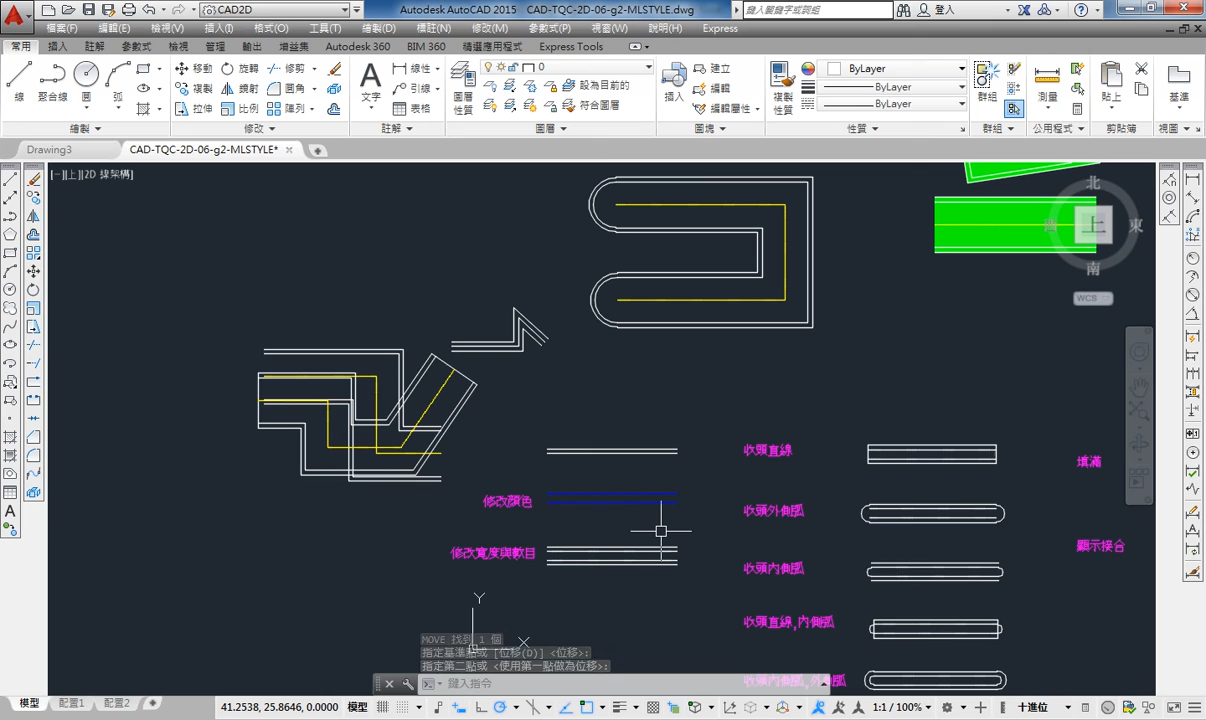 CAD2D
Autodesk AutoCAD 2015 CAD-TQC-2D-06-g2-MLSTYLE.dwg
鍵入關鍵字或詞組
登入
檔案(F) 編輯(E) 檢視(V) 插入(I) 格式(O) 工具(T) 繪製(D) 標註(N) 修改(M) 參數式(P) 視窗(W) 說明(H) Express
常用 插入 註解 參數式 檢視 管理 輸出 增益集 Autodesk 360 BIM 360 精選應用程式 Express Tools
移動 旋轉 修剪 線性 0 建立 ByLayer
線 聚合線 圓 弧 複製 鏡射 圓角 文字 引線 圖層性質 設為目前的 插入 編輯 複製性質 ByLayer 群組 測量 貼上 基準
拉伸 比例 陣列 表格 符合圖層 編輯屬性 ByLayer
繪製 修改 註解 圖層 圖塊 性質 群組 公用程式 剪貼簿 視圖
Drawing3 CAD-TQC-2D-06-g2-MLSTYLE*
[-][上][2D 線架構]
北
上 東
南
WCS
收頭直線
填滿
修改顏色
收頭外側弧
顯示接合
修改寬度與數目
收頭內側弧
收頭直線,內側弧
收頭內側弧,外側弧
Y
X
MOVE 找到 1 個
指定基準點或 [位移(D)] <位移>:
指定第二點或 <使用第一點做為位移>:
鍵入指令
模型 配置1 配置2 41.2538, 25.8646, 0.0000 模型 1:1 / 100% 十進位